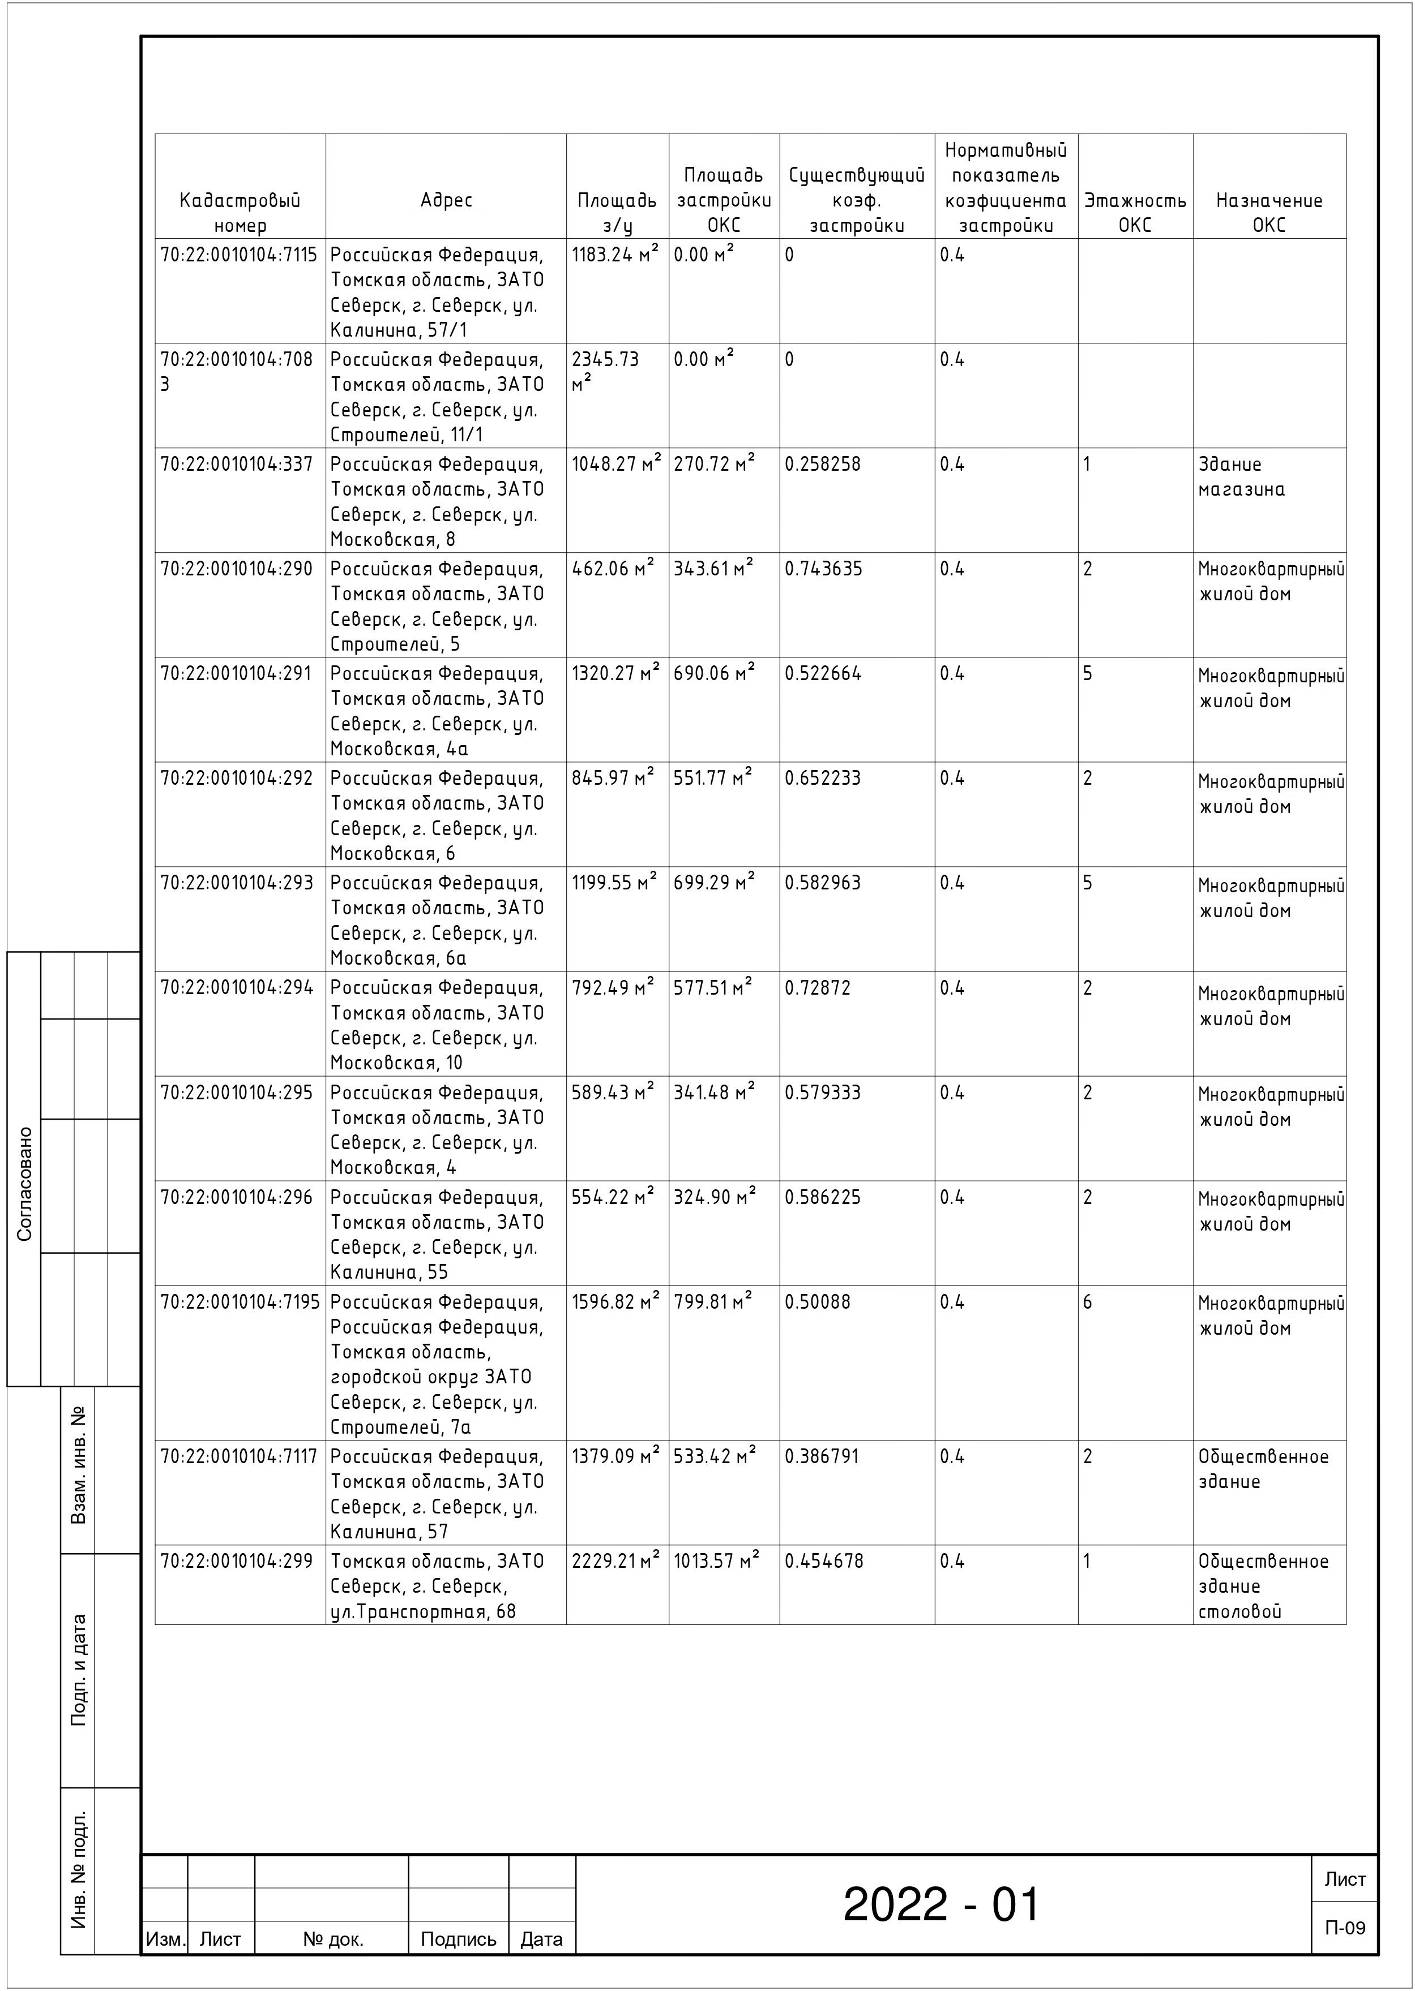 Кадастровый
номер
Адрес
Площадь
з/у
Площадь
застройки
ОКС
Существующий
коэф.
застройки
Нормативный
показатель
коэфициента
застройки
Этажность
ОКС
Назначение
ОКС
70:22:0010104:7115
Российская Федерация,
Томская область, ЗАТО
Северск, г. Северск, ул.
Калинина, 57/1
1183.24 м²
0.00 м²
0
0.4
70:22:0010104:708
3
Российская Федерация,
Томская область, ЗАТО
Северск, г. Северск, ул.
Строителей, 11/1
2345.73
м²
0.00 м²
0
0.4
70:22:0010104:337
Российская Федерация,
Томская область, ЗАТО
Северск, г. Северск, ул.
Московская, 8
1048.27 м²
270.72 м²
0.258258
0.4
1
Здание
магазина
70:22:0010104:290
Российская Федерация,
Томская область, ЗАТО
Северск, г. Северск, ул.
Строителей, 5
462.06 м²
343.61 м²
0.743635
0.4
2
Многоквартирный
жилой дом
70:22:0010104:291
Российская Федерация,
Томская область, ЗАТО
Северск, г. Северск, ул.
Московская, 4а
1320.27 м²
690.06 м²
0.522664
0.4
5
Многоквартирный
жилой дом
70:22:0010104:292
Российская Федерация,
Томская область, ЗАТО
Северск, г. Северск, ул.
Московская, 6
845.97 м²
551.77 м²
0.652233
0.4
2
Многоквартирный
жилой дом
70:22:0010104:293
Российская Федерация,
Томская область, ЗАТО
Северск, г. Северск, ул.
Московская, 6а
1199.55 м²
699.29 м²
0.582963
0.4
5
Многоквартирный
жилой дом
70:22:0010104:294
Российская Федерация,
Томская область, ЗАТО
Северск, г. Северск, ул.
Московская, 10
792.49 м²
577.51 м²
0.72872
0.4
2
Многоквартирный
жилой дом
70:22:0010104:295
Российская Федерация,
Томская область, ЗАТО
Северск, г. Северск, ул.
Московская, 4
589.43 м²
341.48 м²
0.579333
0.4
2
Многоквартирный
жилой дом
70:22:0010104:296
Российская Федерация,
Томская область, ЗАТО
Северск, г. Северск, ул.
Калинина, 55
554.22 м²
324.90 м²
0.586225
0.4
2
Многоквартирный
жилой дом
70:22:0010104:7195
Российская Федерация,
Российская Федерация,
Томская область,
городской округ ЗАТО
Северск, г. Северск, ул.
Строителей, 7а
1596.82 м²
799.81 м²
0.50088
0.4
6
Многоквартирный
жилой дом
70:22:0010104:7117
Российская Федерация,
Томская область, ЗАТО
Северск, г. Северск, ул.
Калинина, 57
1379.09 м²
533.42 м²
0.386791
0.4
2
Общественное
здание
70:22:0010104:299
Томская область, ЗАТО
Северск, г. Северск,
ул.Транспортная, 68
2229.21 м²
1013.57 м²
0.454678
0.4
1
Общественное
здание
столовой
Согласовано
Взам. инв. №
Подп. и дата
Инв. № подл.
Изм.
Лист
№ док.
Подпись
Дата
2022 - 01
Лист
П-09